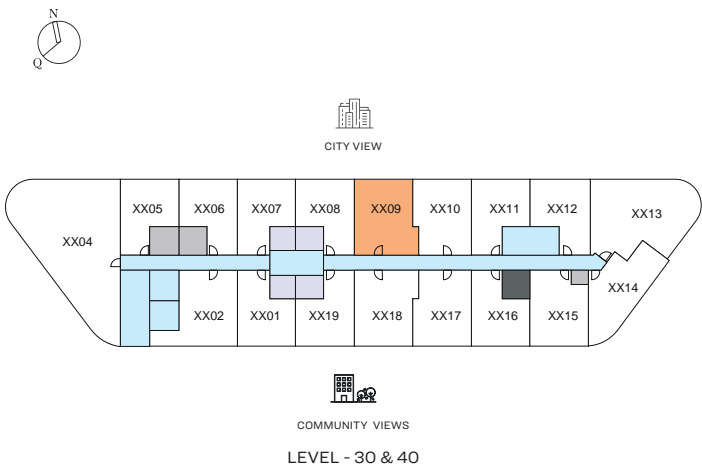 N
Q
CITY VIEW
XX05 XX06 XX07 XX08 XX09 XX10 XX11 XX12
XX13
XX04
XX14
XX02 XX01 XX19 XX18 XX17 XX16 XX15
COMMUNITY VIEWS
LEVEL - 30 & 40